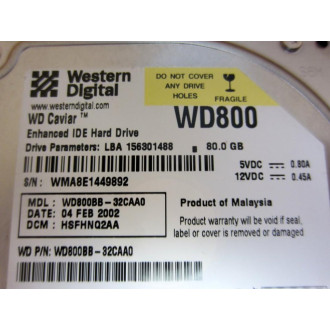 Western
Digital
www.westerndigital.com
WD Caviar ™
DO NOT COVER
ANY DRIVE
HOLES
FRAGILE
WD800
Enhanced IDE Hard Drive
Drive Parameters: LBA 156301488 ■ 80.0 GB
5VDC ⎓ 0.80A
12VDC ⎓ 0.45A
S/N: WMA8E1449892
MDL: WD800BB-32CAA0
DATE: 04 FEB 2002
DCM: HSFHNQ2AA
Product of Malaysia
Product warranty will be void if seal,
label or cover is removed or damaged
WD P/N: WD800BB-32CAA0